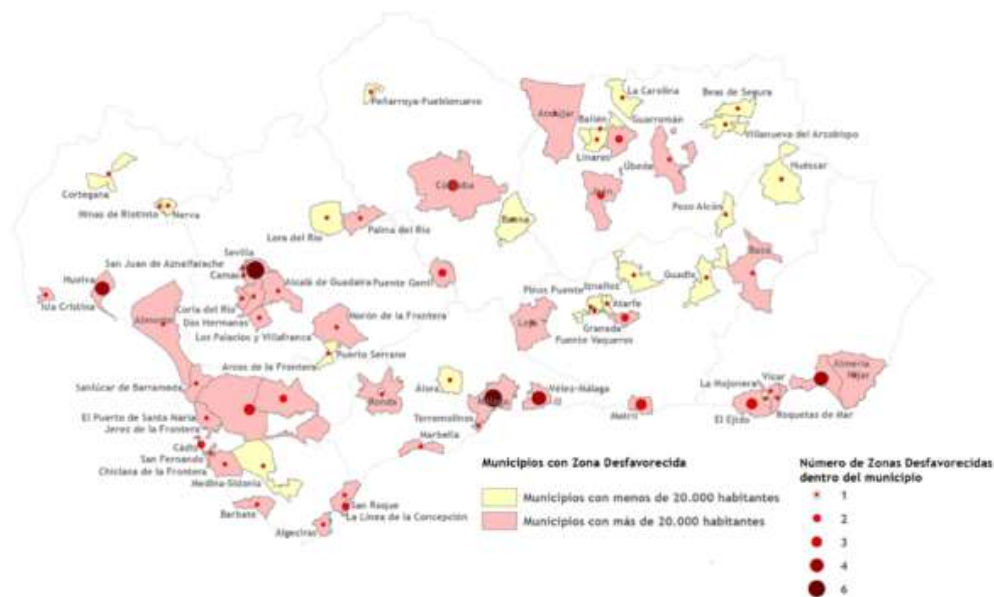 Peñarroya-Pueblonuevo
La Carolina
Beas de Segura
Andújar
Bailén
Guarromán
Villanueva del Arzobispo
Linares
Úbeda
Huéscar
Cortegana
Córdoba
Jaén
Minas de Riotinto
Nerva
Baena
Pozo Alcón
Lora del Río
Palma del Río
Sevilla
San Juan de Aznalfarache
Camas
Huelva
Alcalá de Guadaira
Puente Genil
Pinos Puente
Iznalloz
Guadix
Baza
Isla Cristina
Coria del Río
Dos Hermanas
Atarfe
Almonte
Morón de la Frontera
Loja
Granada
Los Palacios y Villafranca
Fuente Vaqueros
Puerto Serrano
Arcos de la Frontera
Almería
Níjar
Sanlúcar de Barrameda
Álora
Vélez-Málaga
Vícar
La Mojonera
Ronda
Málaga
El Puerto de Santa María
Torremolinos
Motril
Roquetas de Mar
Jerez de la Frontera
El Ejido
Marbella
Cádiz
San Fernando
Chiclana de la Frontera
Medina-Sidonia
Municipios con Zona Desfavorecida
Número de Zonas Desfavorecidas
dentro del municipio
Municipios con menos de 20.000 habitantes
1
San Roque
Barbate
La Línea de la Concepción
Municipios con más de 20.000 habitantes
2
Algeciras
3
4
6